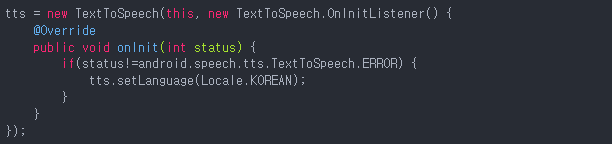 tts = new TextToSpeech(this, new TextToSpeech.OnInitListener() {
    @Override
    public void onInit(int status) {
        if(status!=android.speech.tts.TextToSpeech.ERROR) {
            tts.setLanguage(Locale.KOREAN);
        }
    }
});